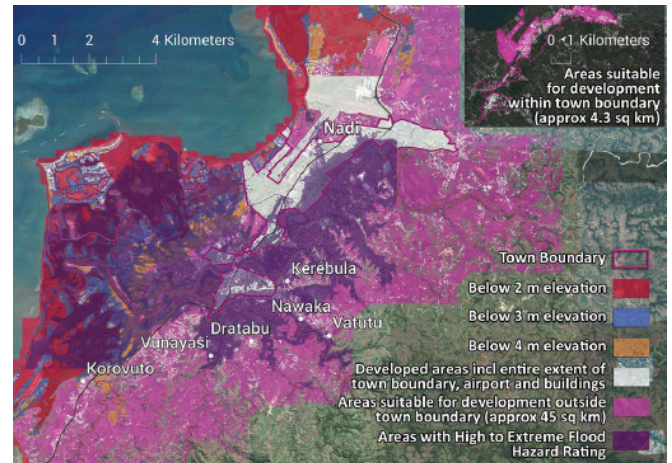 0 1 2 4 Kilometers
0 1 Kilometers
Areas suitable
for development
within town boundary
(approx 4.3 sq km)
Nadi
Kerebula
Nawaka
Vatutu
Dratabu
Vunayasi
Korovuto
Town Boundary
Below 2 m elevation
Below 3 m elevation
Below 4 m elevation
Developed areas incl entire extent of
town boundary, airport and buildings
Areas suitable for development outside
town boundary (approx 45 sq km)
Areas with High to Extreme Flood
Hazard Rating